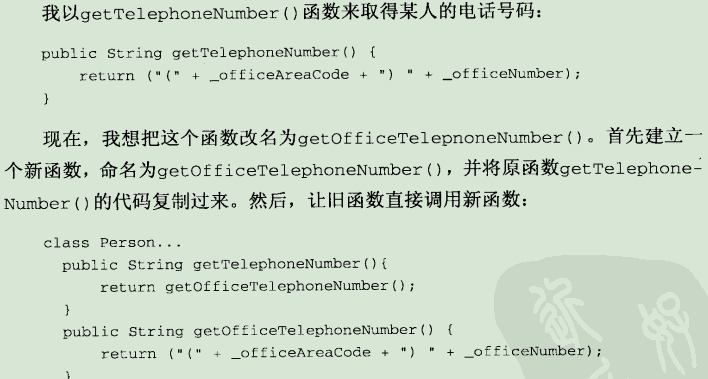 我以getTelephoneNumber()函数来取得某人的电话号码：
public String getTelephoneNumber() {
    return ("(" + _officeAreaCode + ") " + _officeNumber);
}
现在，我想把这个函数改名为getOfficeTelepnoneNumber()。首先建立一
个新函数，命名为getOfficeTelephoneNumber()，并将原函数getTelephone-
Number()的代码复制过来。然后，让旧函数直接调用新函数：
class Person...
  public String getTelephoneNumber(){
      return getOfficeTelephoneNumber();
  }
  public String getOfficeTelephoneNumber() {
      return ("(" + _officeAreaCode + ") " + _officeNumber);
  }